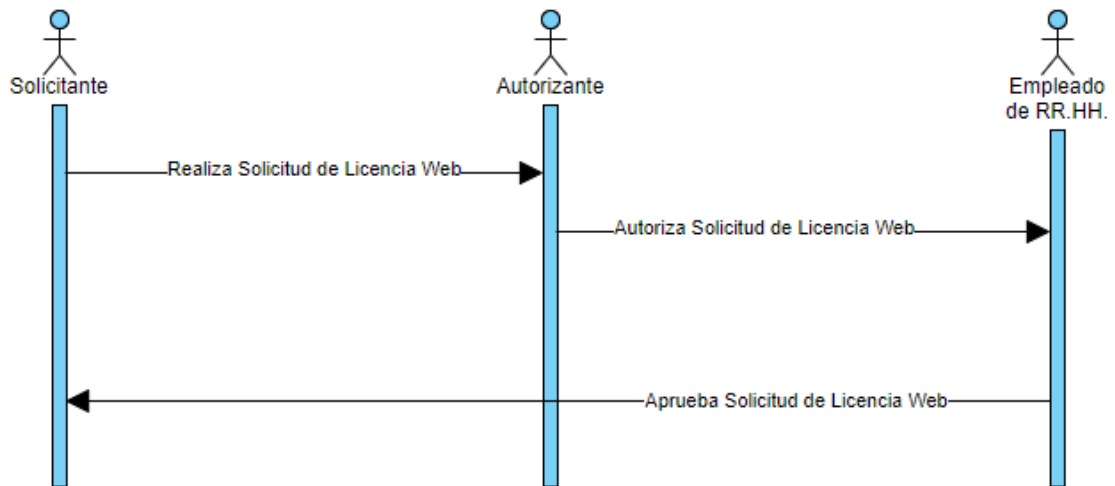 Solicitante
Autorizante
Empleado
de RR.HH.
Realiza Solicitud de Licencia Web
Autoriza Solicitud de Licencia Web
Aprueba Solicitud de Licencia Web